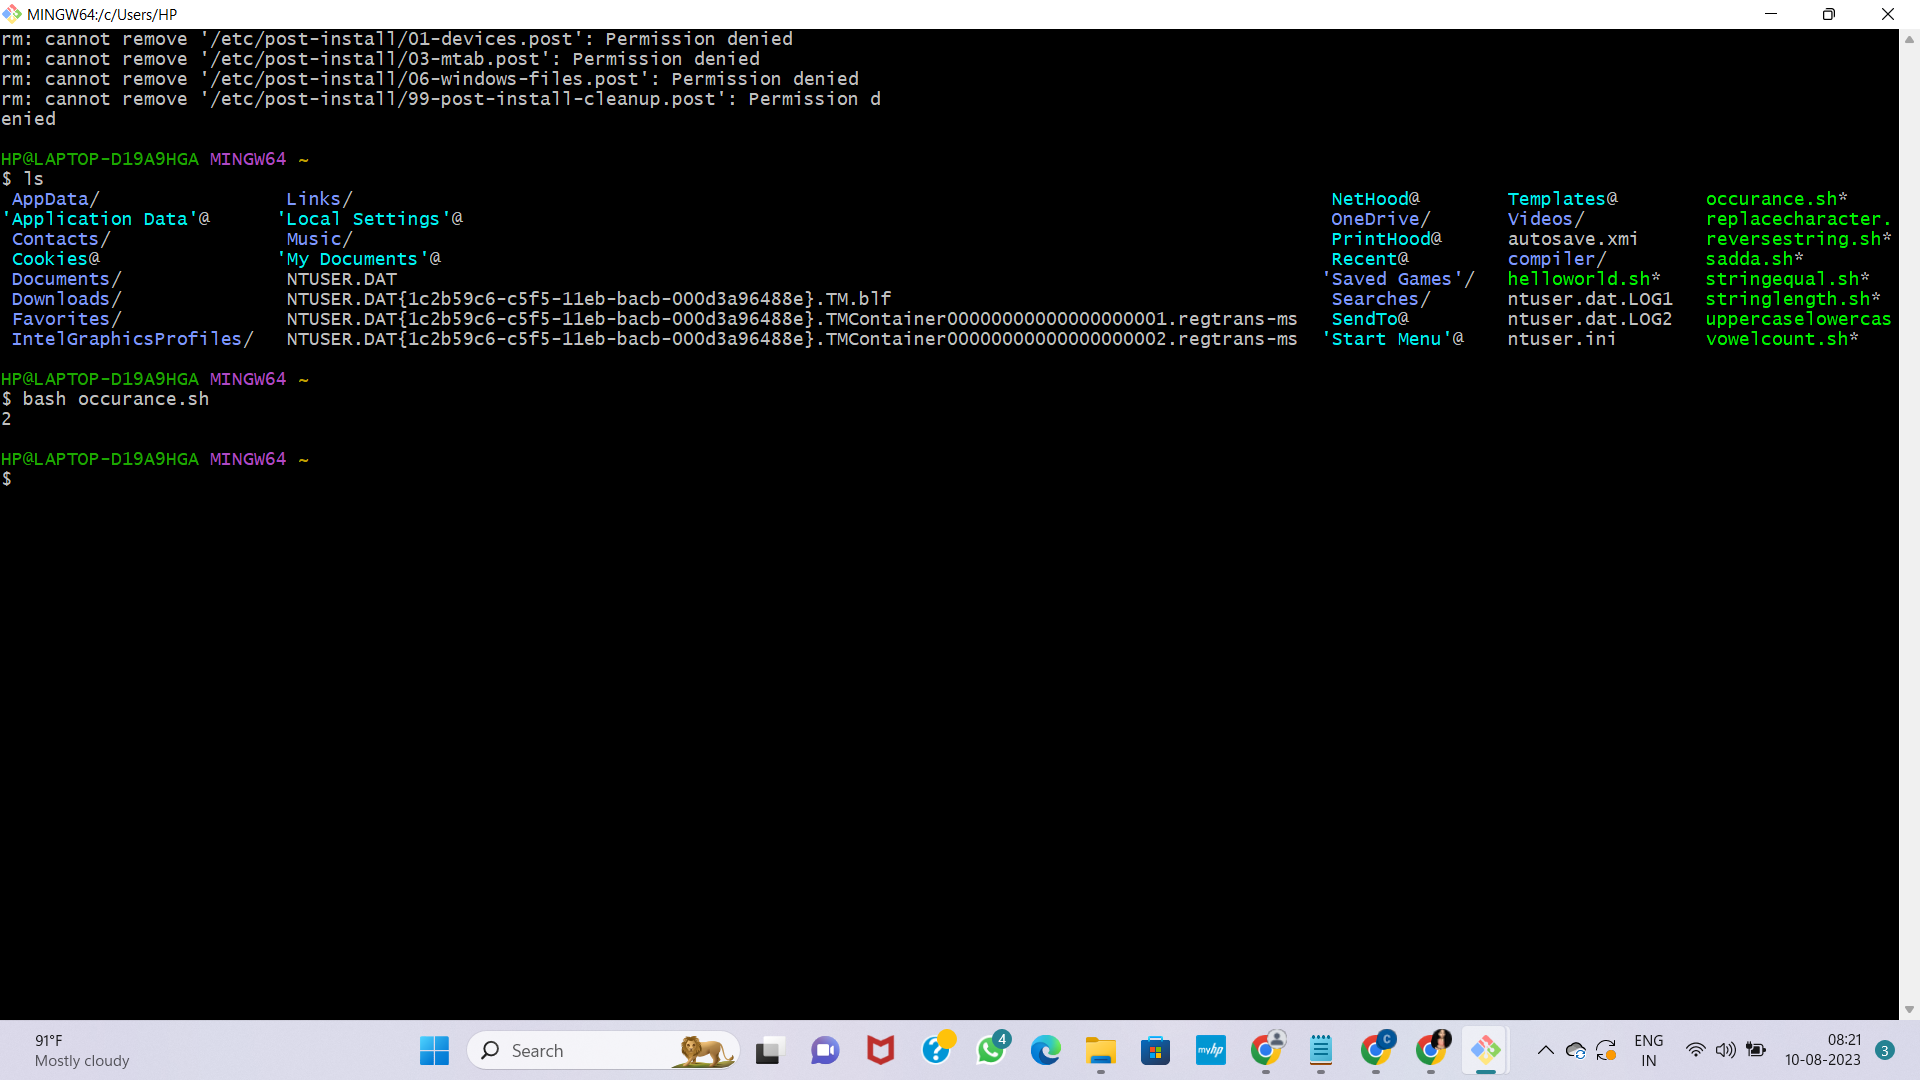 MINGW64:/c/Users/HP
rm: cannot remove '/etc/post-install/01-devices.post': Permission denied
rm: cannot remove '/etc/post-install/03-mtab.post': Permission denied
rm: cannot remove '/etc/post-install/06-windows-files.post': Permission denied
rm: cannot remove '/etc/post-install/99-post-install-cleanup.post': Permission d
enied
HP@LAPTOP-D19A9HGA MINGW64 ~
$ ls
AppData/ Links/ NetHood@ Templates@ occurance.sh*
'Application Data'@ 'Local Settings'@ OneDrive/ Videos/ replacecharacter.
Contacts/ Music/ PrintHood@ autosave.xmi reversestring.sh*
Cookies@ 'My Documents'@ Recent@ compiler/ sadda.sh*
Documents/ NTUSER.DAT 'Saved Games'/ helloworld.sh* stringequal.sh*
Downloads/ NTUSER.DAT{1c2b59c6-c5f5-11eb-bacb-000d3a96488e}.TM.blf Searches/ ntuser.dat.LOG1 stringlength.sh*
Favorites/ NTUSER.DAT{1c2b59c6-c5f5-11eb-bacb-000d3a96488e}.TMContainer00000000000000000001.regtrans-ms SendTo@ ntuser.dat.LOG2 uppercaselowercas
IntelGraphicsProfiles/ NTUSER.DAT{1c2b59c6-c5f5-11eb-bacb-000d3a96488e}.TMContainer00000000000000000002.regtrans-ms 'Start Menu'@ ntuser.ini vowelcount.sh*
HP@LAPTOP-D19A9HGA MINGW64 ~
$ bash occurance.sh
2
HP@LAPTOP-D19A9HGA MINGW64 ~
$
91°F
Mostly cloudy
Search
4
myhp
C
ENG
IN
08:21
10-08-2023
3